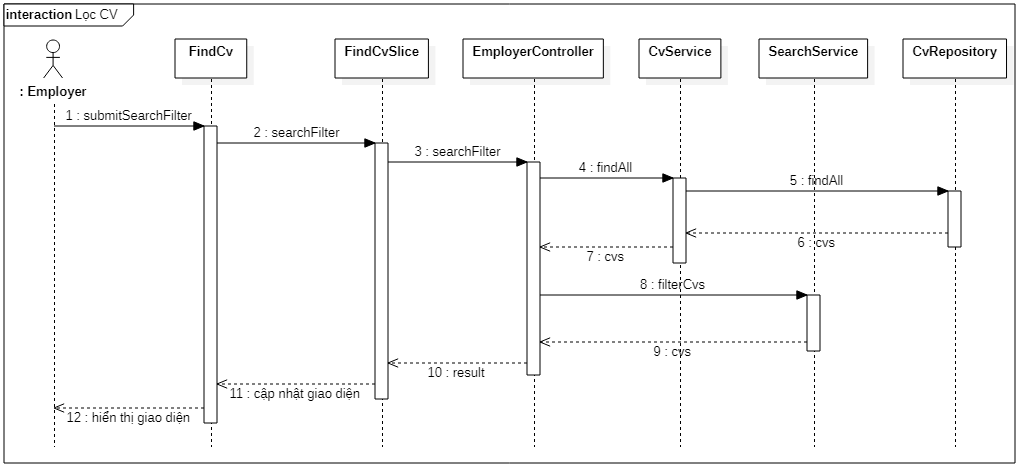 interaction Lọc CV
FindCv
FindCvSlice
EmployerController
CvService
SearchService
CvRepository
: Employer
1 : submitSearchFilter
2 : searchFilter
3 : searchFilter
4 : findAll
5 : findAll
6 : cvs
7 : cvs
8 : filterCvs
9 : cvs
10 : result
11 : cập nhật giao diện
12 : hiển thị giao diện